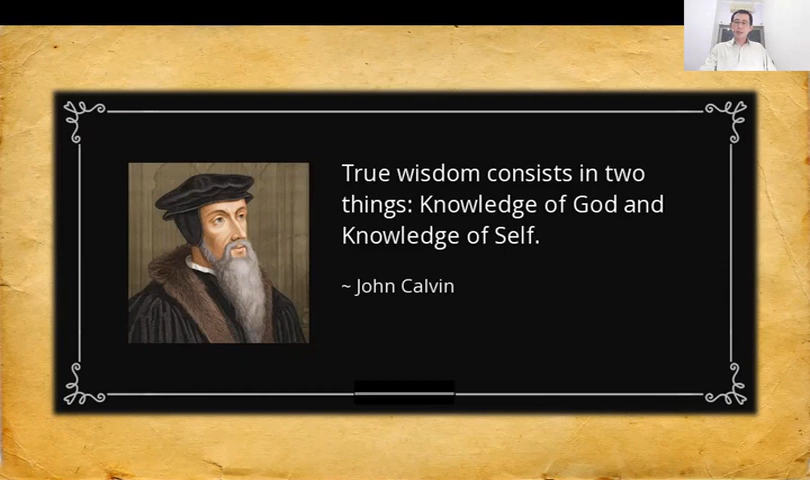 True wisdom consists in two
things: Knowledge of God and
Knowledge of Self.
~ John Calvin